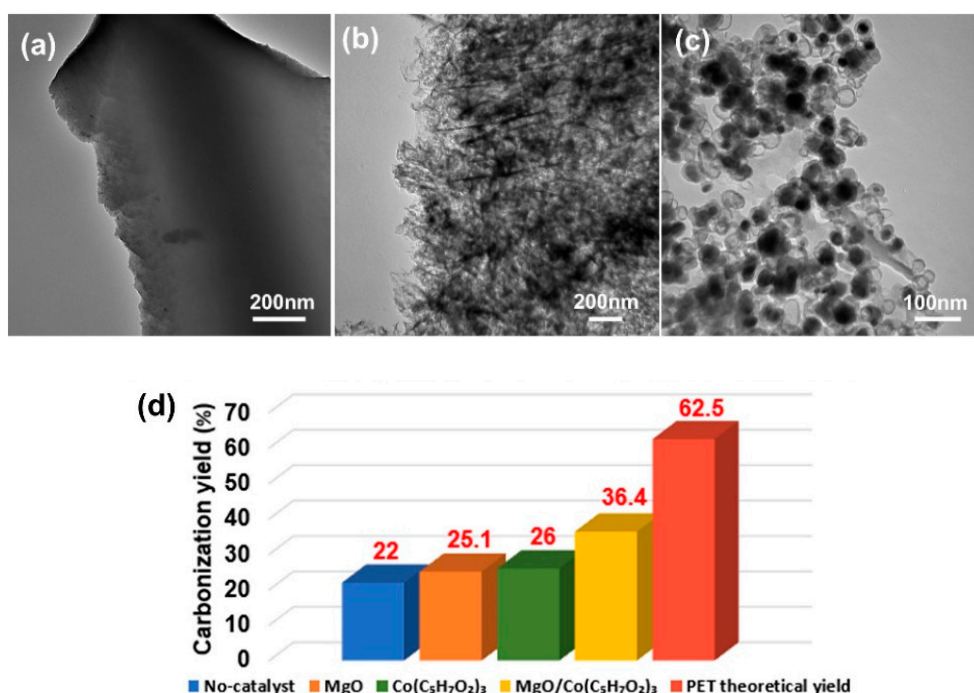 (a)
200nm
(b)
200nm
(c)
100nm
(d)
Carbonization yield (%)
70
60
50
40
30
20
10
0
22
25.1
26
36.4
62.5
No-catalyst MgO Co(C₅H₇O₂)₃ MgO/Co(C₅H₇O₂)₃ PET theoretical yield